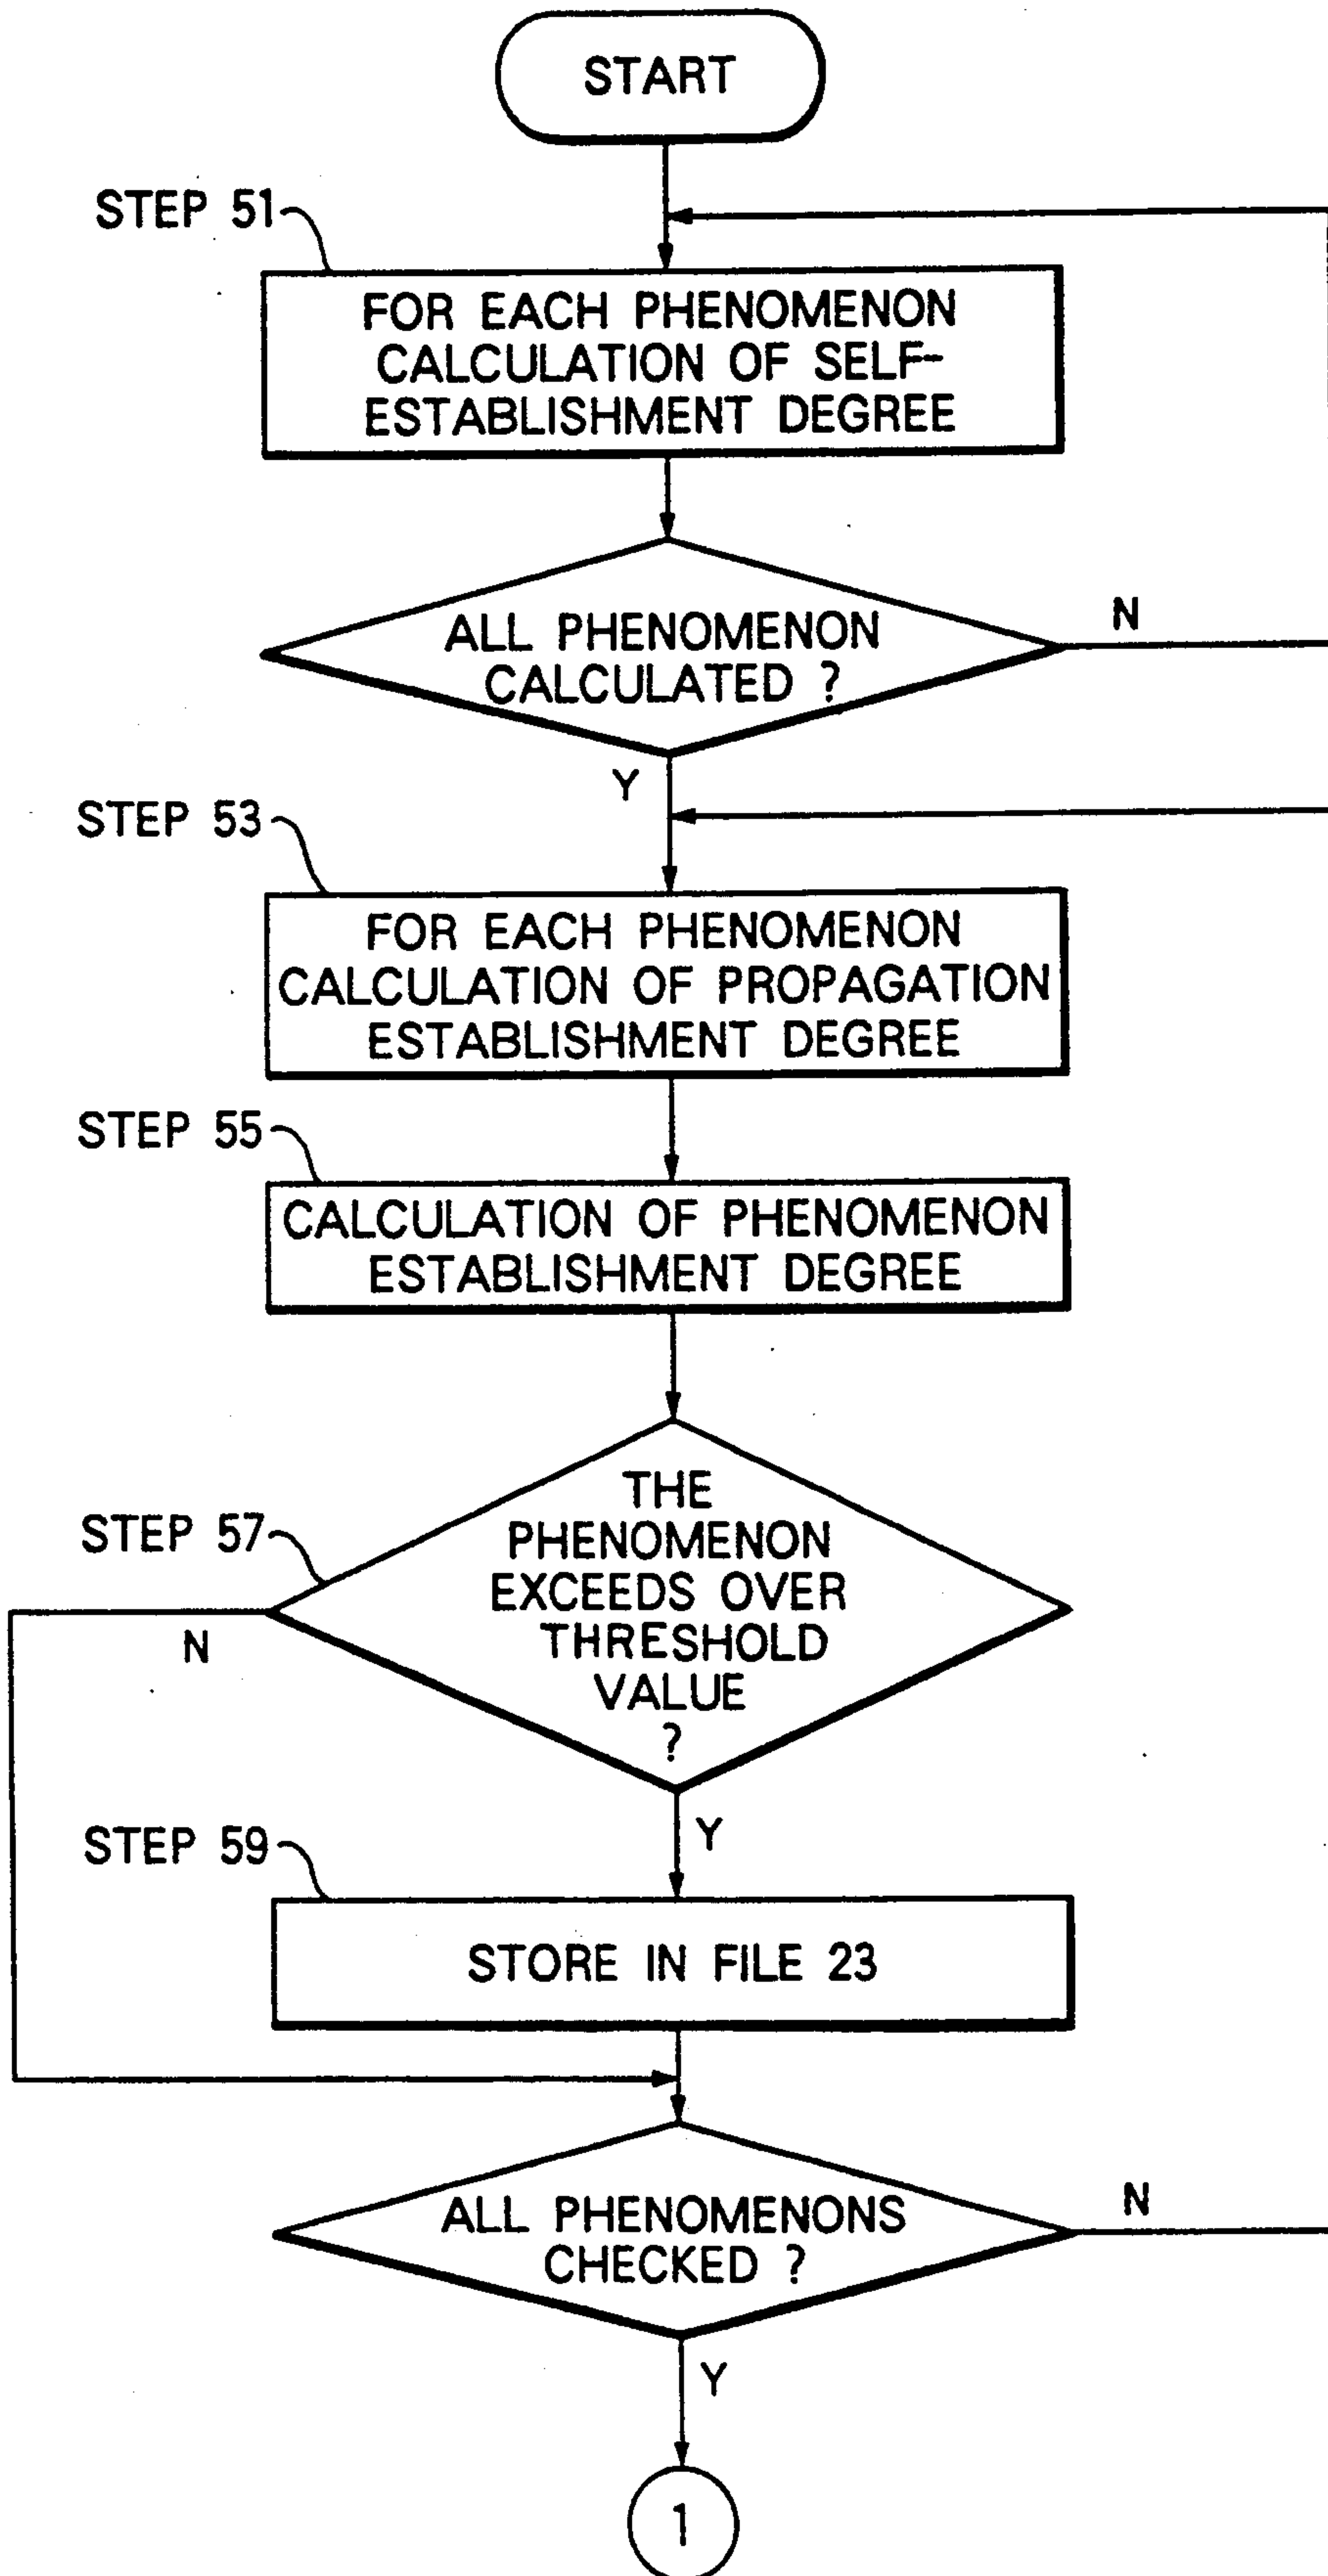 START
STEP 51
FOR EACH PHENOMENON
CALCULATION OF SELF-
ESTABLISHMENT DEGREE
ALL PHENOMENON
CALCULATED ?
N
Y
STEP 53
FOR EACH PHENOMENON
CALCULATION OF PROPAGATION
ESTABLISHMENT DEGREE
STEP 55
CALCULATION OF PHENOMENON
ESTABLISHMENT DEGREE
STEP 57
THE
PHENOMENON
EXCEEDS OVER
THRESHOLD
VALUE
?
N
Y
STEP 59
STORE IN FILE 23
ALL PHENOMENONS
CHECKED ?
N
Y
1